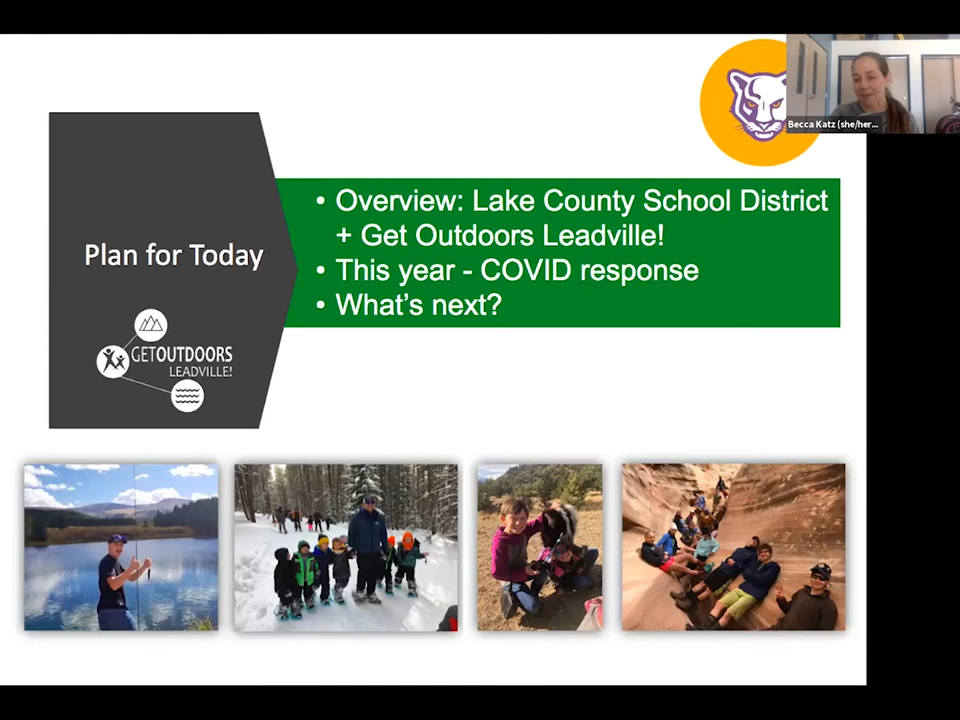 Becca Katz (she/her...
• Overview: Lake County School District
+ Get Outdoors Leadville!
• This year - COVID response
• What's next?
Plan for Today
GETOUTDOORS
LEADVILLE!